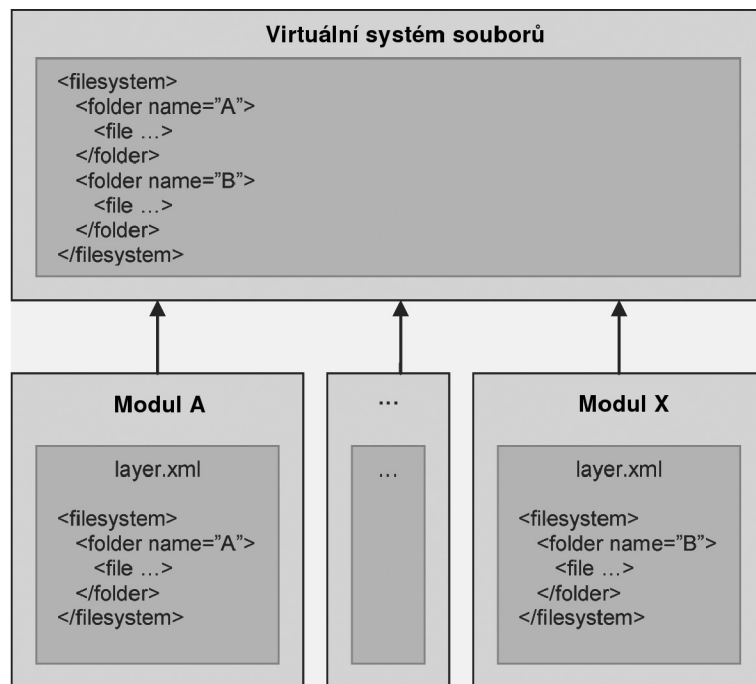 Virtuální systém souborů
<filesystem>
<folder name=”A”>
<file …>
</folder>
<folder name=”B”>
<file …>
</folder>
</filesystem>
Modul A
layer.xml
<filesystem>
<folder name=”A”>
<file …>
</folder>
</filesystem>
...
…
Modul X
layer.xml
<filesystem>
<folder name=”B”>
<file …>
</folder>
</filesystem>